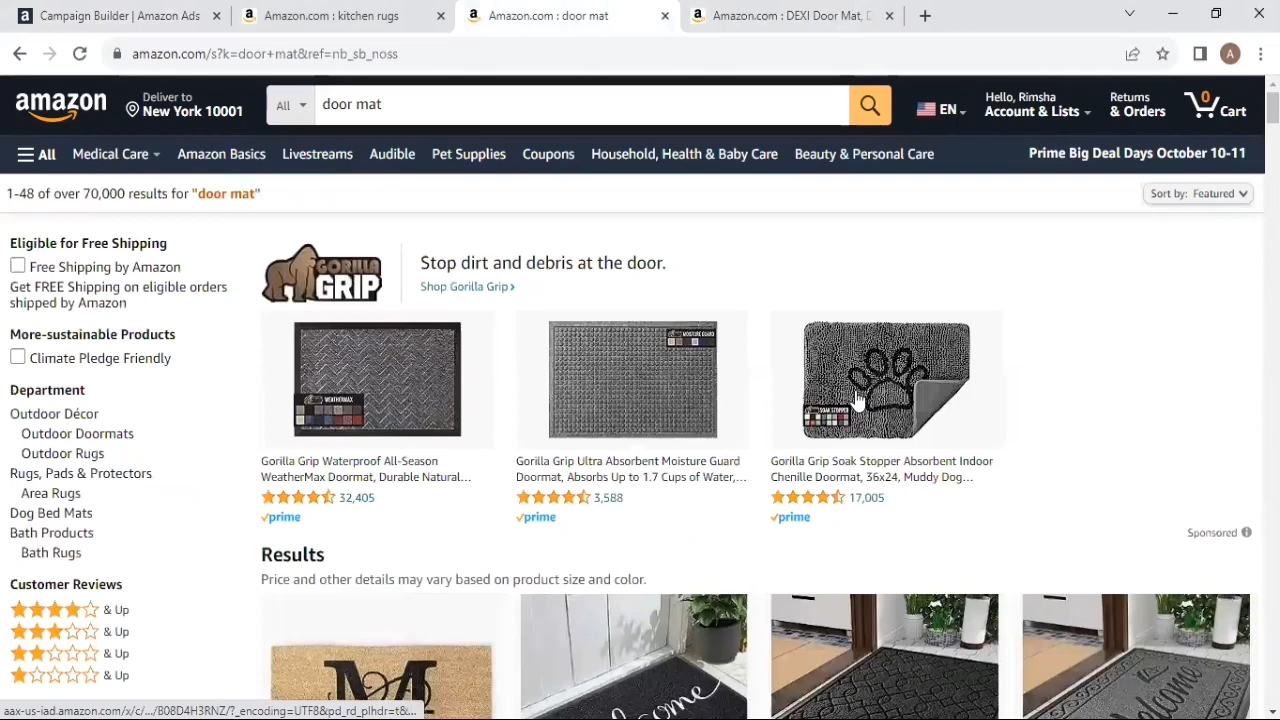 Campaign Builder | Amazon Ads
Amazon.com : kitchen rugs
Amazon.com : door mat
Amazon.com : DEXI Door Mat, D
amazon.com/s?k=door+mat&ref=nb_sb_noss
A
amazon
Deliver to
New York 10001
All
door mat
EN
Hello, Rimsha
Account & Lists
Returns
& Orders
0
Cart
All
Medical Care
Amazon Basics
Livestreams
Audible
Pet Supplies
Coupons
Household, Health & Baby Care
Beauty & Personal Care
Prime Big Deal Days October 10-11
1-48 of over 70,000 results for "door mat"
Sort by: Featured
Eligible for Free Shipping
Free Shipping by Amazon
Get FREE Shipping on eligible orders
shipped by Amazon
More-sustainable Products
Climate Pledge Friendly
Department
Outdoor Décor
Outdoor Doormats
Outdoor Rugs
Rugs, Pads & Protectors
Area Rugs
Dog Bed Mats
Bath Products
Bath Rugs
Customer Reviews
& Up
& Up
& Up
& Up
GORILLA
GRIP
Stop dirt and debris at the door.
Shop Gorilla Grip ›
WEATHERMAX
MOISTURE GUARD
SOAK STOPPER
Gorilla Grip Waterproof All-Season
WeatherMax Doormat, Durable Natural...
32,405
prime
Gorilla Grip Ultra Absorbent Moisture Guard
Doormat, Absorbs Up to 1.7 Cups of Water,...
3,588
prime
Gorilla Grip Soak Stopper Absorbent Indoor
Chenille Doormat, 36x24, Muddy Dog...
17,005
prime
Sponsored
Results
Price and other details may vary based on product size and color.
M
Welcome
aax-us-iad.amazon.com/x/c/.../B08D4H3RNZ/?_encoding=UTF8&pd_rd_plhdr=t&...